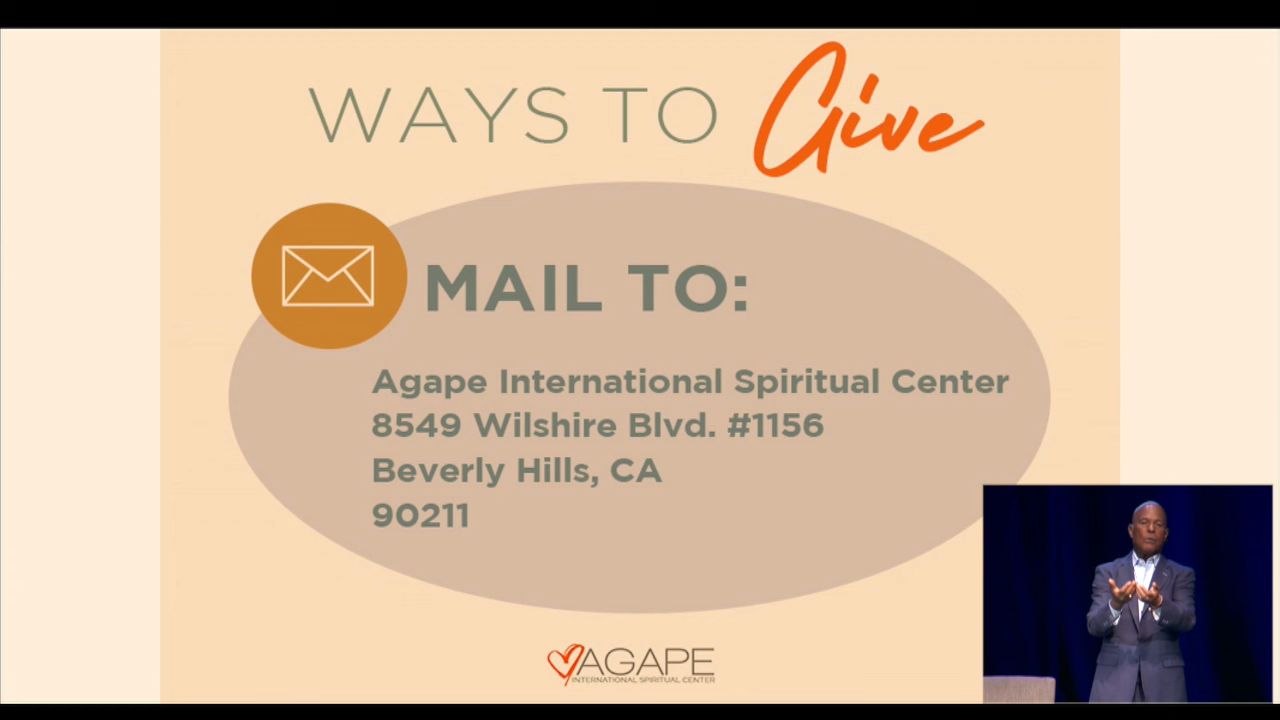 WAYS TO Give
MAIL TO:
Agape International Spiritual Center
8549 Wilshire Blvd. #1156
Beverly Hills, CA
90211
AGAPE
INTERNATIONAL SPIRITUAL CENTER